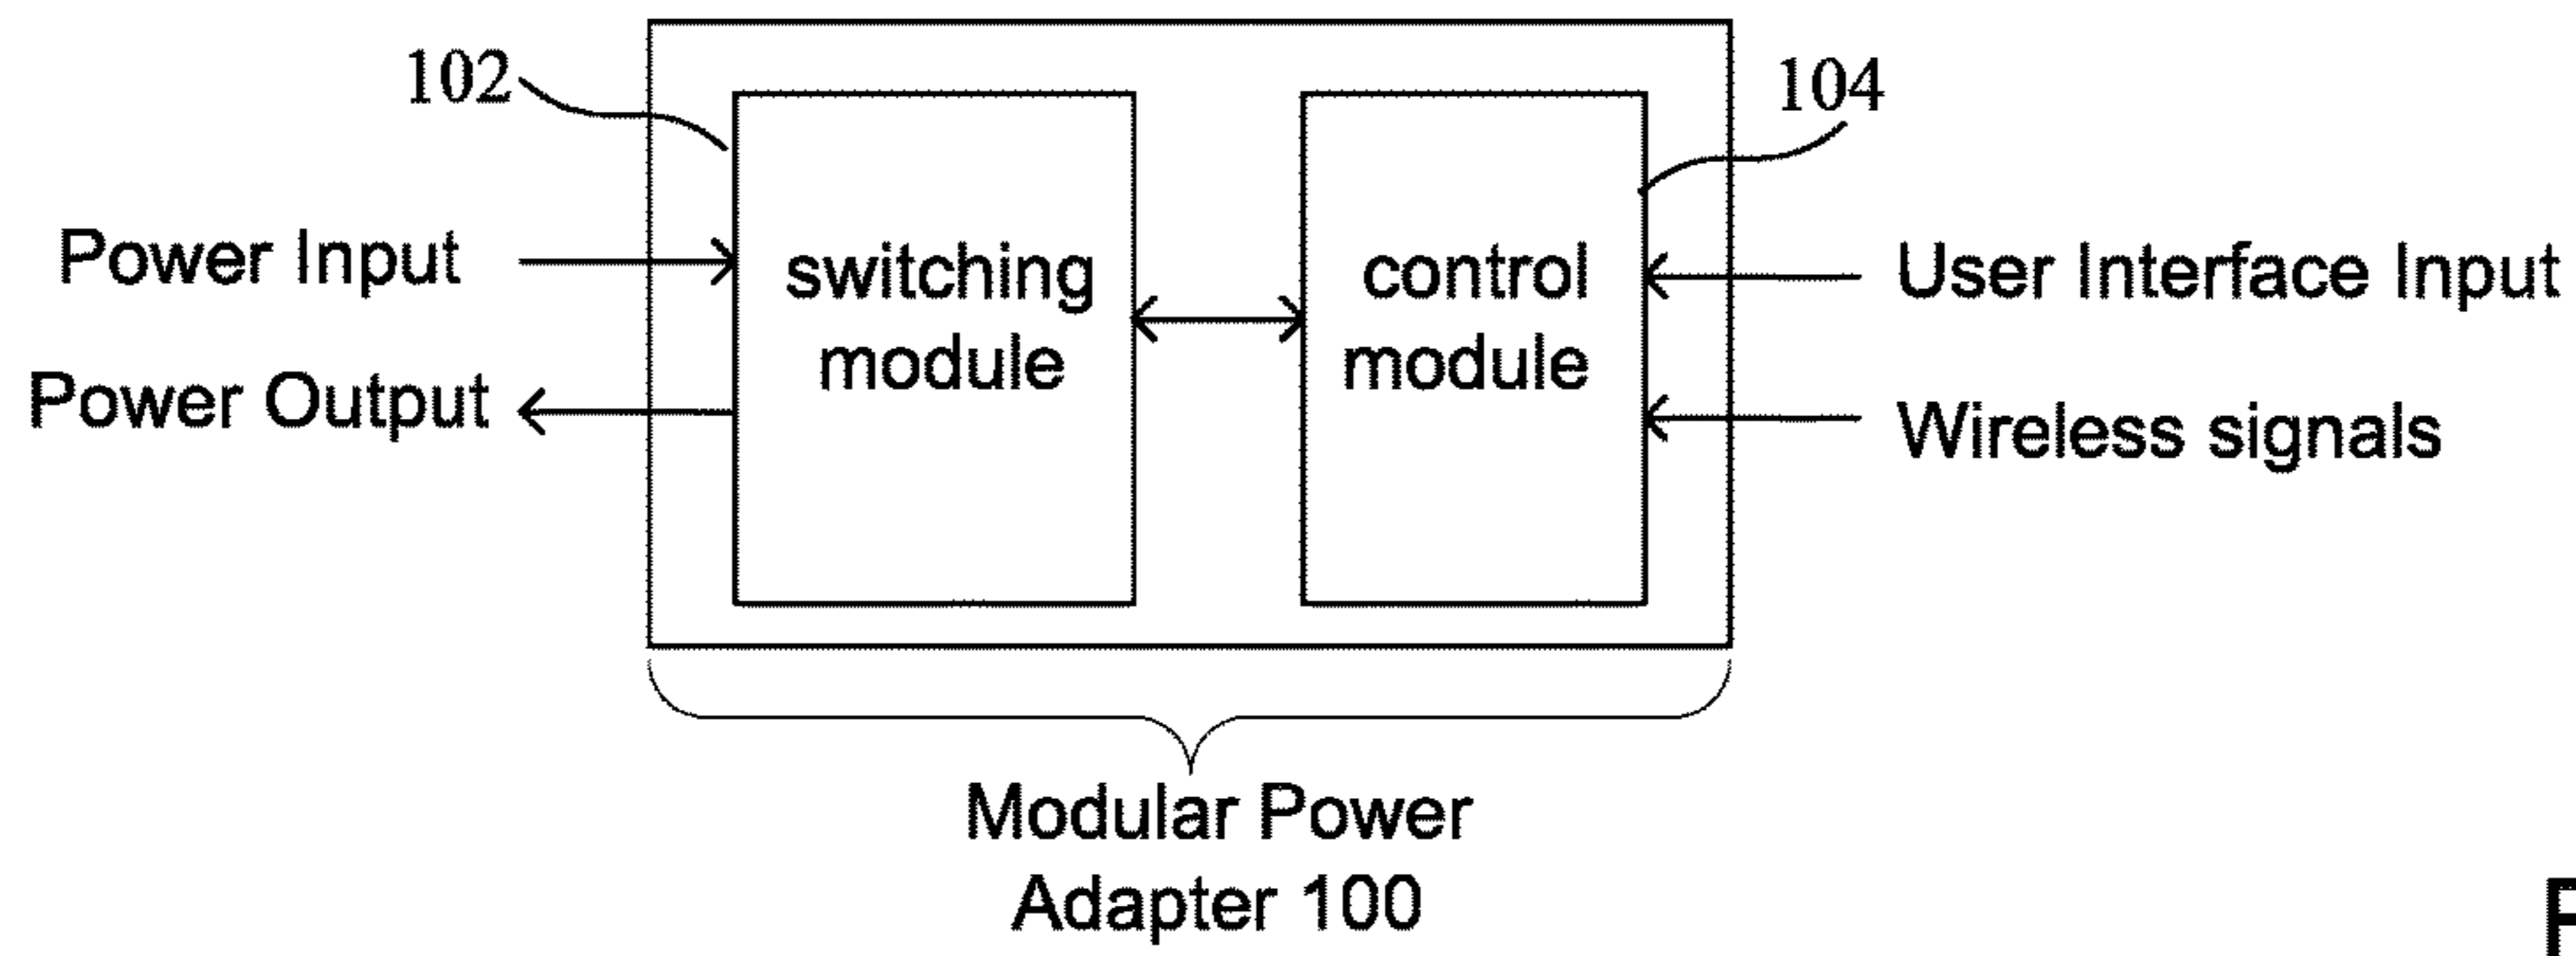 102
104
Power Input
switching
module
control
module
User Interface Input
Power Output
Wireless signals
Modular Power
Adapter 100